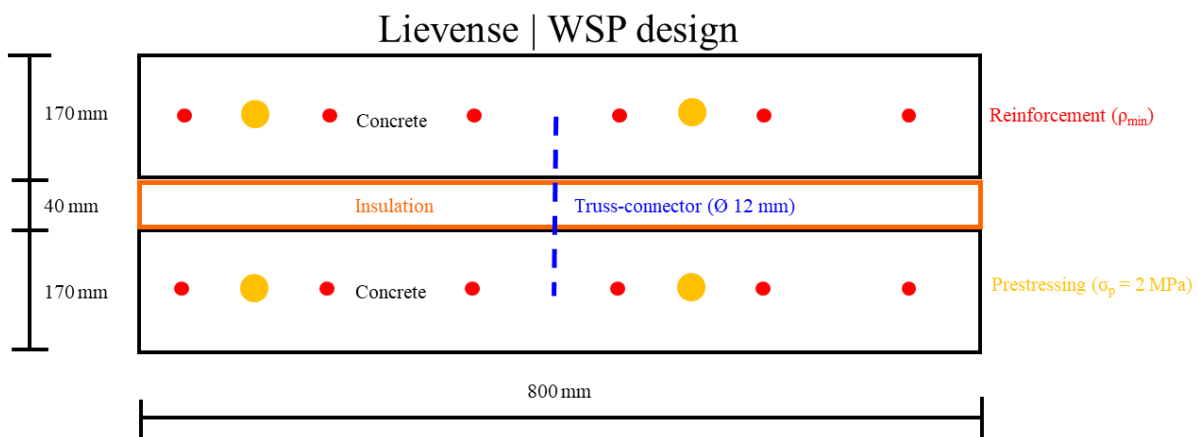 Lievense | WSP design
170 mm
Concrete
Reinforcement (ρmin)
40 mm
Insulation
Truss-connector (Ø 12 mm)
170 mm
Concrete
Prestressing (σp = 2 MPa)
800 mm